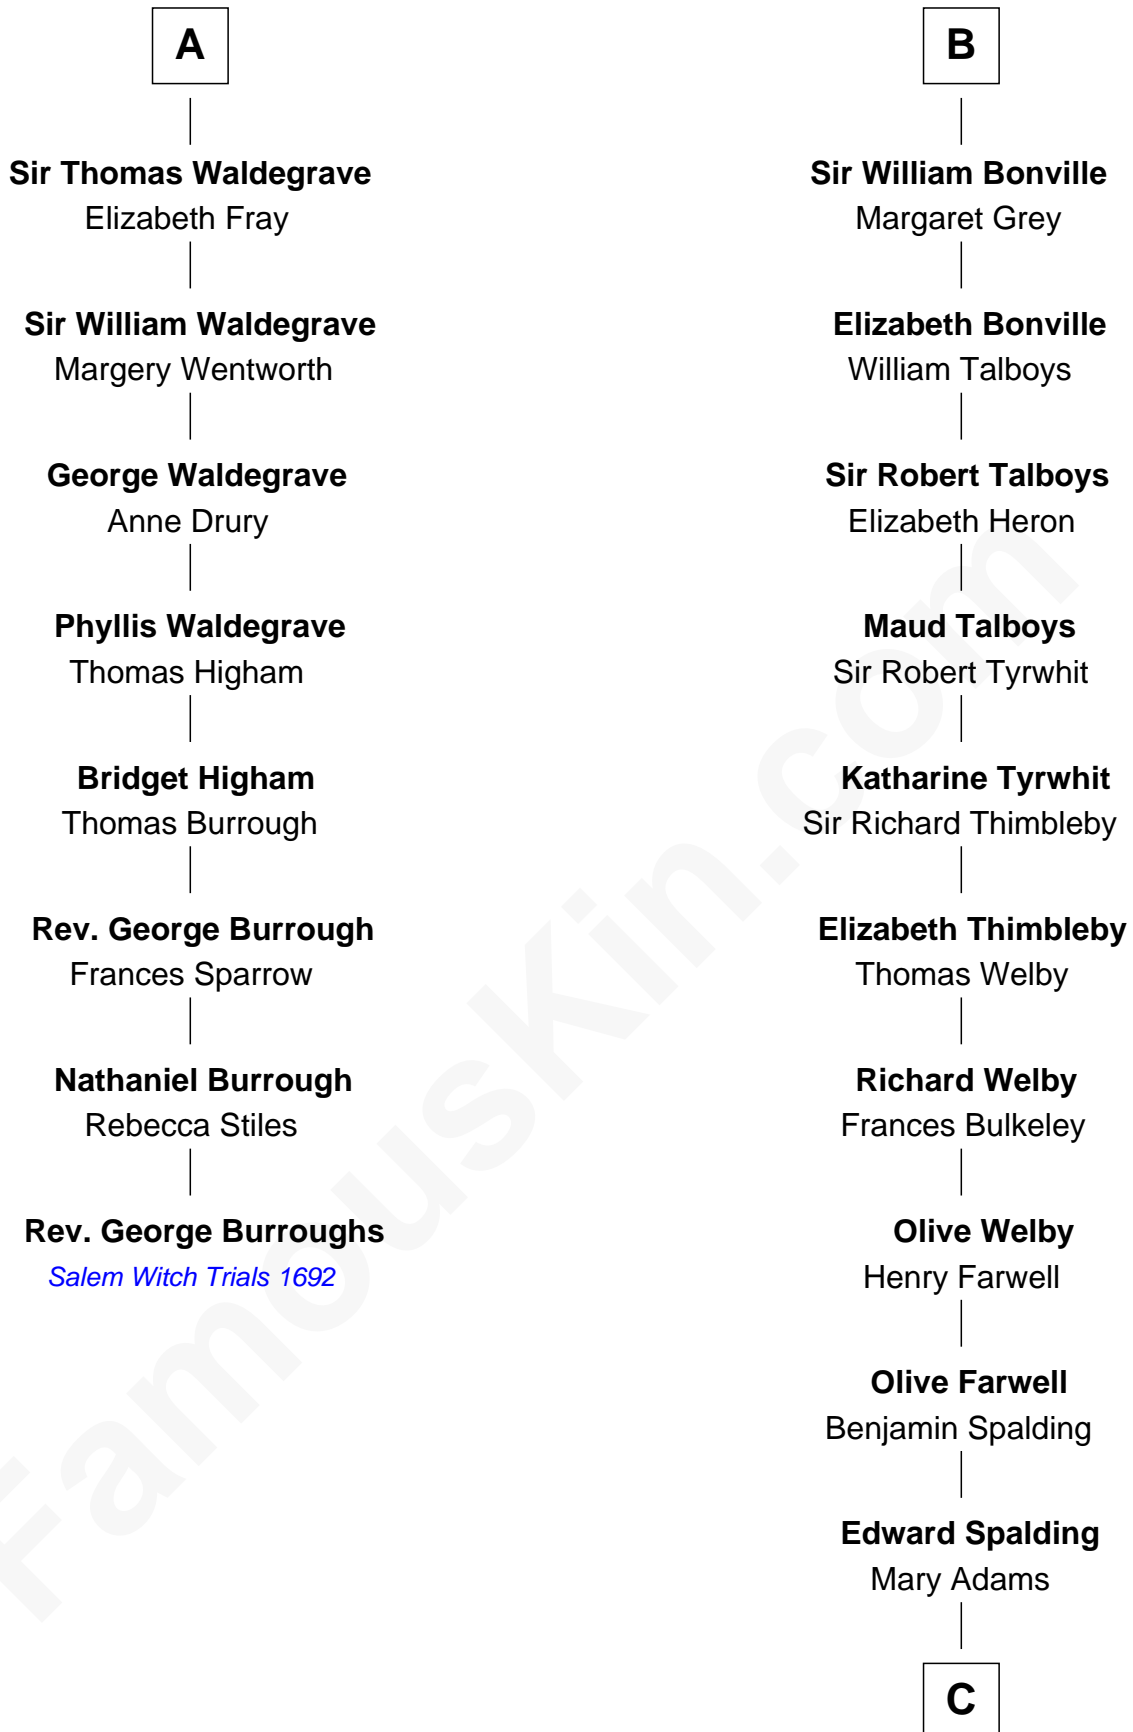 A
Sir Thomas Waldegrave
Elizabeth Fray
Sir William Waldegrave
Margery Wentworth
George Waldegrave
Anne Drury
Phyllis Waldegrave
Thomas Higham
Bridget Higham
Thomas Burrough
Rev. George Burrough
Frances Sparrow
Nathaniel Burrough
Rebecca Stiles
Rev. George Burroughs
Salem Witch Trials 1692
B
Sir William Bonville
Margaret Grey
Elizabeth Bonville
William Talboys
Sir Robert Talboys
Elizabeth Heron
Maud Talboys
Sir Robert Tyrwhit
Katharine Tyrwhit
Sir Richard Thimbleby
Elizabeth Thimbleby
Thomas Welby
Richard Welby
Frances Bulkeley
Olive Welby
Henry Farwell
Olive Farwell
Benjamin Spalding
Edward Spalding
Mary Adams
C
FamousKin.com